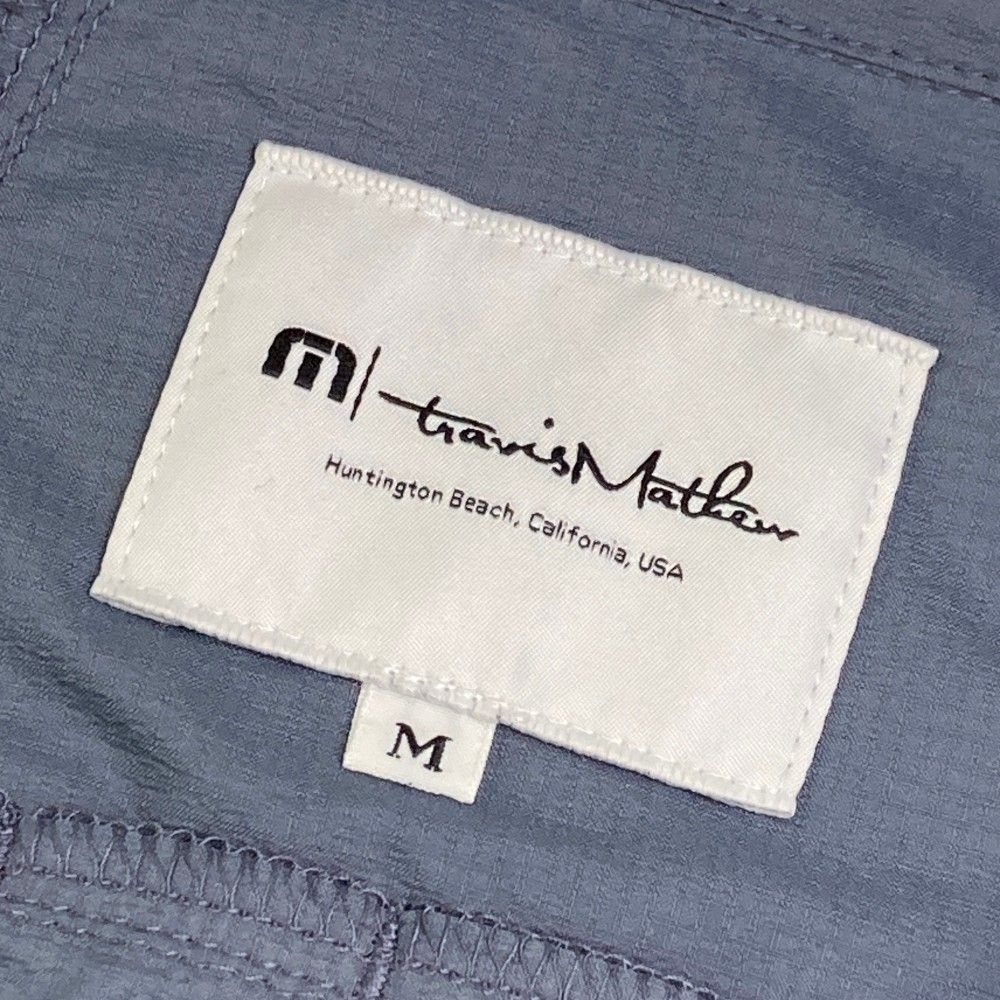 travisMathew
Huntington Beach, California, USA
M